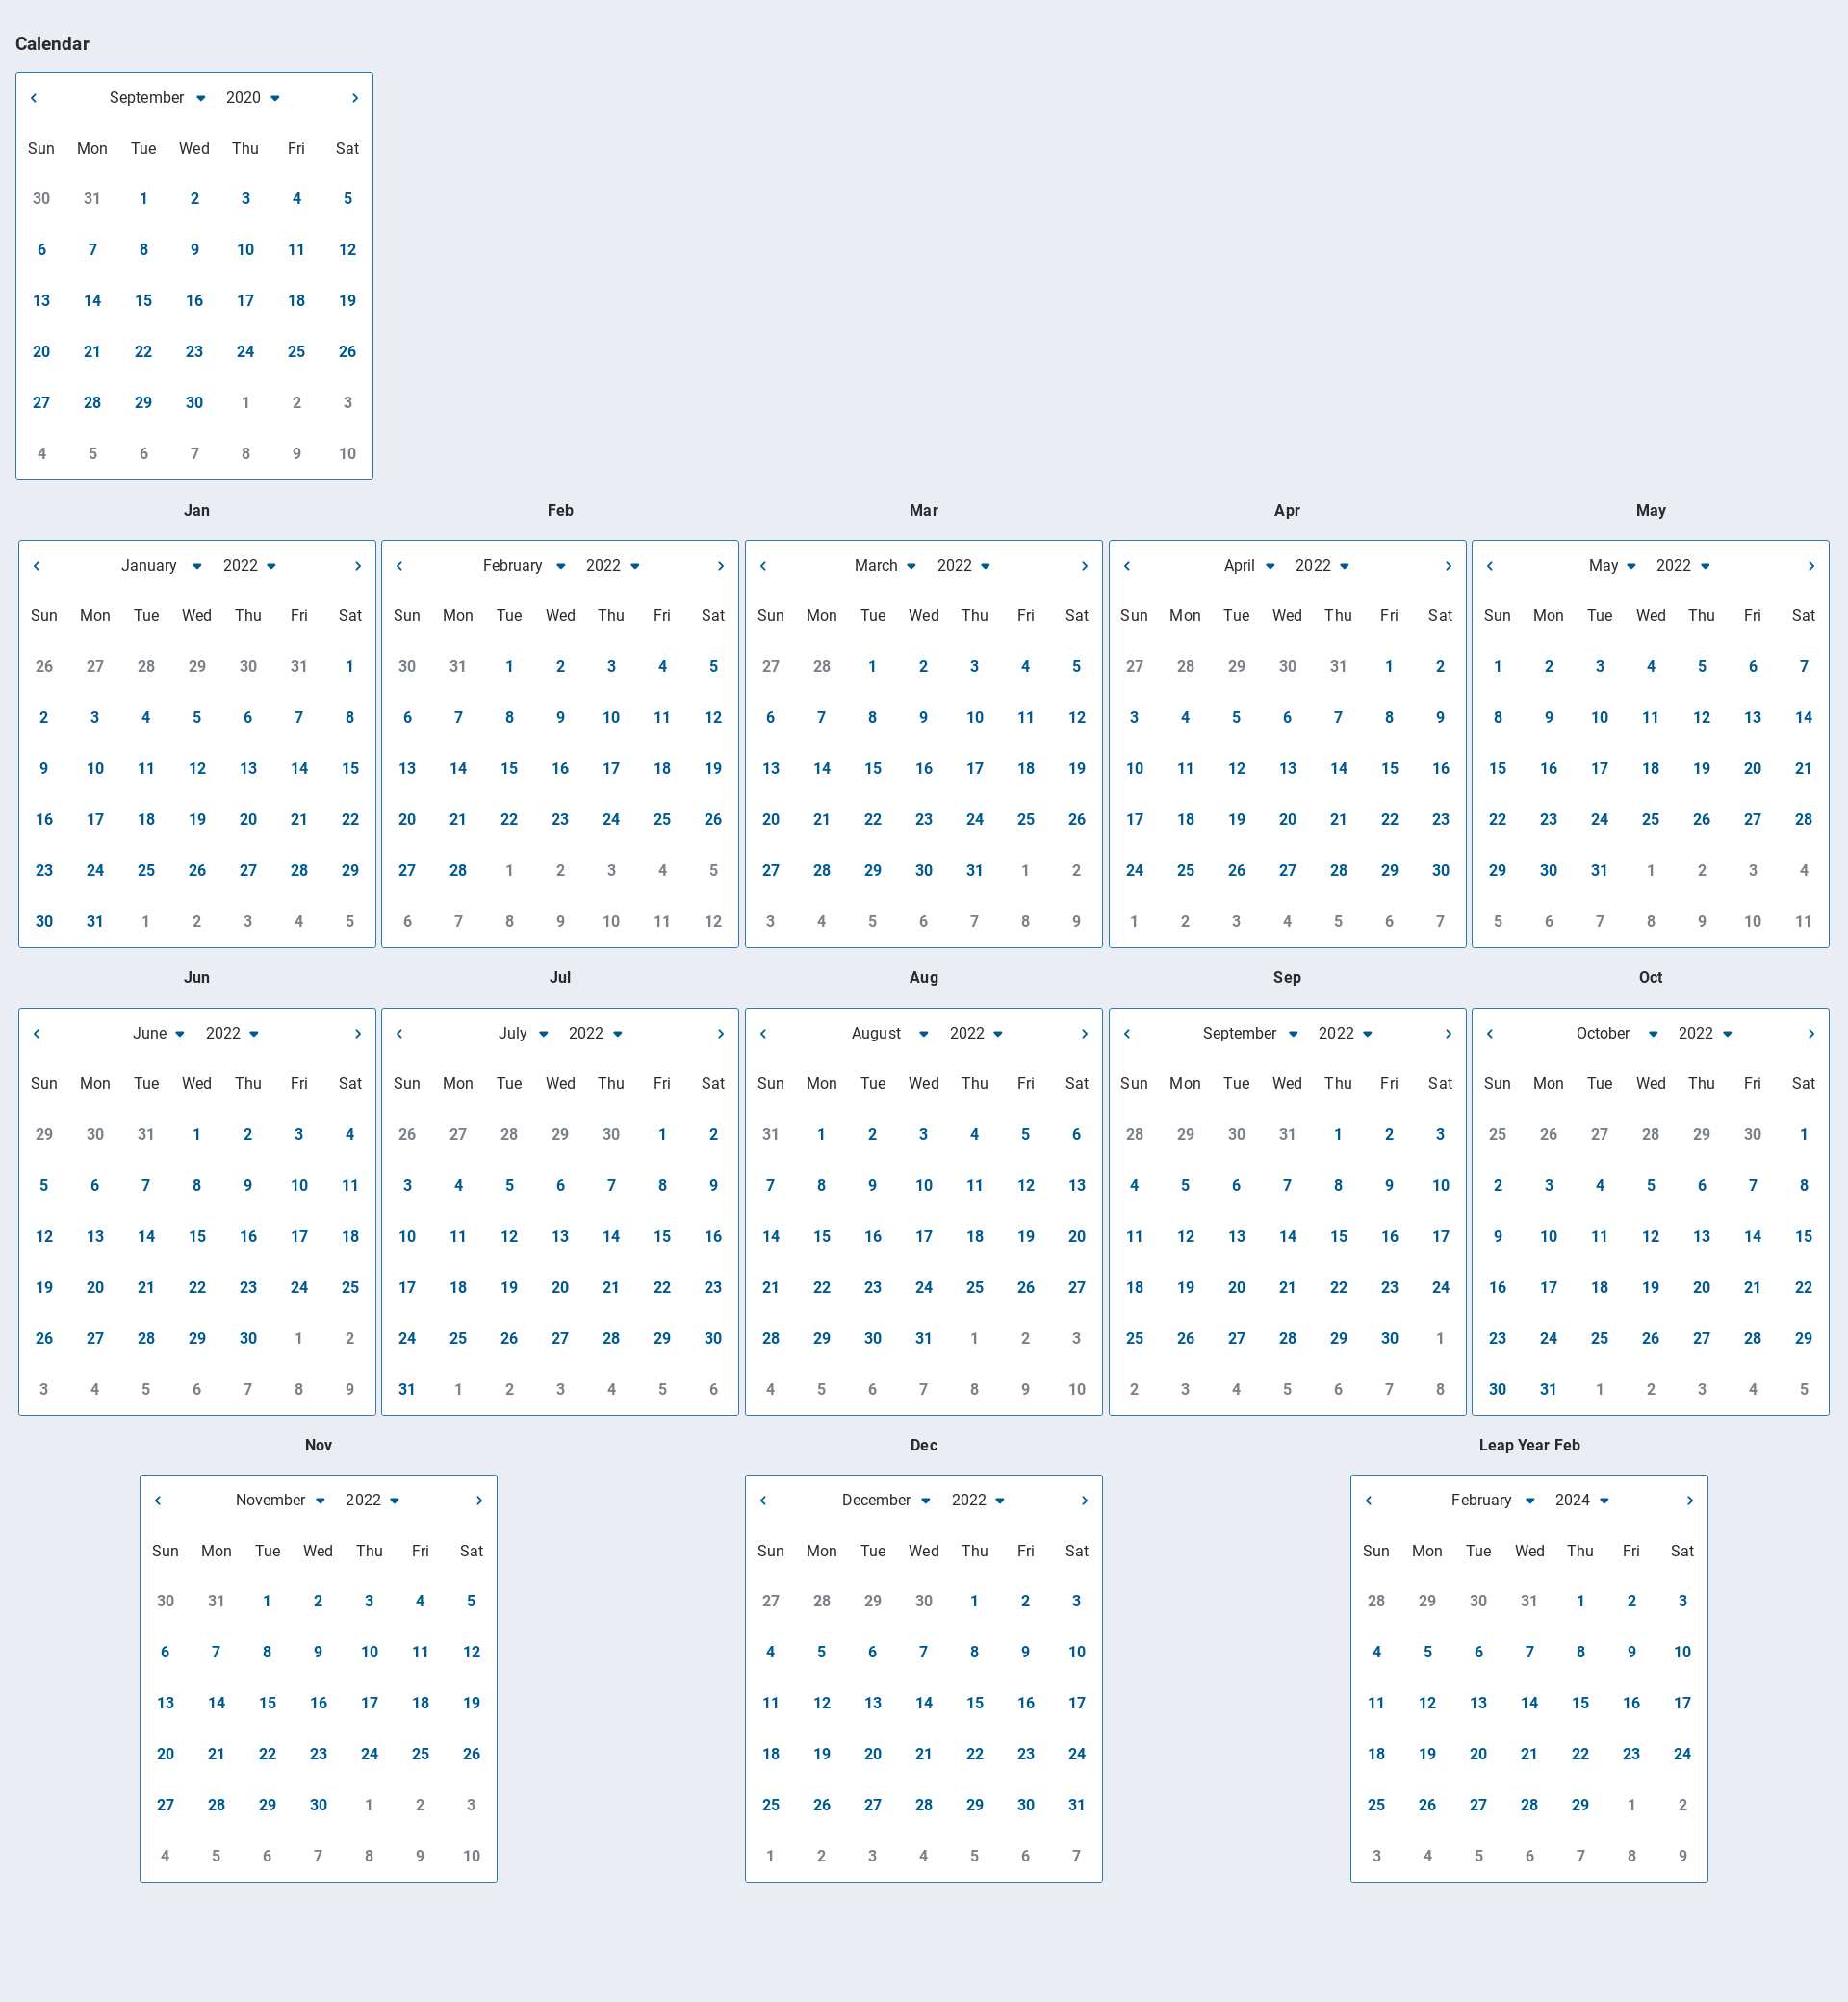 Calendar
September 2020
Sun Mon Tue Wed Thu Fri Sat
30 31 1 2 3 4 5
6 7 8 9 10 11 12
13 14 15 16 17 18 19
20 21 22 23 24 25 26
27 28 29 30 1 2 3
4 5 6 7 8 9 10
Jan
January 2022
Sun Mon Tue Wed Thu Fri Sat
26 27 28 29 30 31 1
2 3 4 5 6 7 8
9 10 11 12 13 14 15
16 17 18 19 20 21 22
23 24 25 26 27 28 29
30 31 1 2 3 4 5
Feb
February 2022
Sun Mon Tue Wed Thu Fri Sat
30 31 1 2 3 4 5
6 7 8 9 10 11 12
13 14 15 16 17 18 19
20 21 22 23 24 25 26
27 28 1 2 3 4 5
6 7 8 9 10 11 12
Mar
March 2022
Sun Mon Tue Wed Thu Fri Sat
27 28 1 2 3 4 5
6 7 8 9 10 11 12
13 14 15 16 17 18 19
20 21 22 23 24 25 26
27 28 29 30 31 1 2
3 4 5 6 7 8 9
Apr
April 2022
Sun Mon Tue Wed Thu Fri Sat
27 28 29 30 31 1 2
3 4 5 6 7 8 9
10 11 12 13 14 15 16
17 18 19 20 21 22 23
24 25 26 27 28 29 30
1 2 3 4 5 6 7
May
May 2022
Sun Mon Tue Wed Thu Fri Sat
1 2 3 4 5 6 7
8 9 10 11 12 13 14
15 16 17 18 19 20 21
22 23 24 25 26 27 28
29 30 31 1 2 3 4
5 6 7 8 9 10 11
Jun
June 2022
Sun Mon Tue Wed Thu Fri Sat
29 30 31 1 2 3 4
5 6 7 8 9 10 11
12 13 14 15 16 17 18
19 20 21 22 23 24 25
26 27 28 29 30 1 2
3 4 5 6 7 8 9
Jul
July 2022
Sun Mon Tue Wed Thu Fri Sat
26 27 28 29 30 1 2
3 4 5 6 7 8 9
10 11 12 13 14 15 16
17 18 19 20 21 22 23
24 25 26 27 28 29 30
31 1 2 3 4 5 6
Aug
August 2022
Sun Mon Tue Wed Thu Fri Sat
31 1 2 3 4 5 6
7 8 9 10 11 12 13
14 15 16 17 18 19 20
21 22 23 24 25 26 27
28 29 30 31 1 2 3
4 5 6 7 8 9 10
Sep
September 2022
Sun Mon Tue Wed Thu Fri Sat
28 29 30 31 1 2 3
4 5 6 7 8 9 10
11 12 13 14 15 16 17
18 19 20 21 22 23 24
25 26 27 28 29 30 1
2 3 4 5 6 7 8
Oct
October 2022
Sun Mon Tue Wed Thu Fri Sat
25 26 27 28 29 30 1
2 3 4 5 6 7 8
9 10 11 12 13 14 15
16 17 18 19 20 21 22
23 24 25 26 27 28 29
30 31 1 2 3 4 5
Nov
November 2022
Sun Mon Tue Wed Thu Fri Sat
30 31 1 2 3 4 5
6 7 8 9 10 11 12
13 14 15 16 17 18 19
20 21 22 23 24 25 26
27 28 29 30 1 2 3
4 5 6 7 8 9 10
Dec
December 2022
Sun Mon Tue Wed Thu Fri Sat
27 28 29 30 1 2 3
4 5 6 7 8 9 10
11 12 13 14 15 16 17
18 19 20 21 22 23 24
25 26 27 28 29 30 31
1 2 3 4 5 6 7
Leap Year Feb
February 2024
Sun Mon Tue Wed Thu Fri Sat
28 29 30 31 1 2 3
4 5 6 7 8 9 10
11 12 13 14 15 16 17
18 19 20 21 22 23 24
25 26 27 28 29 1 2
3 4 5 6 7 8 9